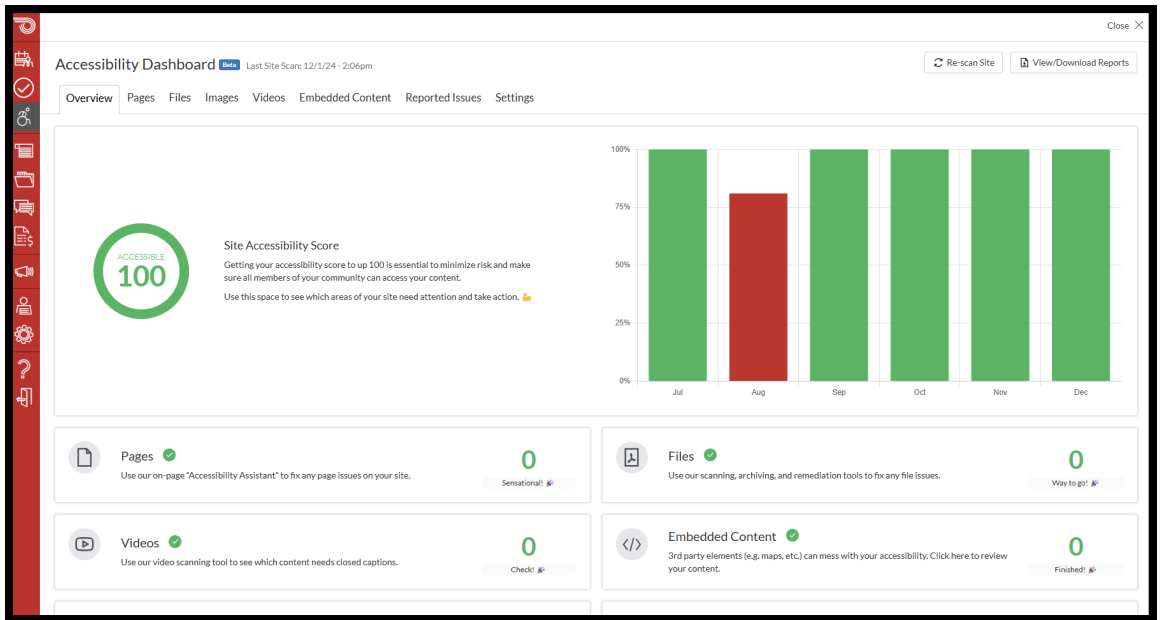 Close
Accessibility Dashboard Beta Last Site Scan: 12/1/24 - 2:06pm
Re-scan Site
View/Download Reports
Overview Pages Files Images Videos Embedded Content Reported Issues Settings
ACCESSIBLE
100
Site Accessibility Score
Getting your accessibility score to up 100 is essential to minimize risk and make
sure all members of your community can access your content.
Use this space to see which areas of your site need attention and take action. 💪
100%
75%
50%
25%
0%
Jul Aug Sep Oct Nov Dec
Pages
Use our on-page "Accessibility Assistant" to fix any page issues on your site.
0
Sensational! 🎉
Files
Use our scanning, archiving, and remediation tools to fix any file issues.
0
Way to go! 🎉
Videos
Use our video scanning tool to see which content needs closed captions.
0
Check! 🎉
Embedded Content
3rd party elements (e.g. maps, etc.) can mess with your accessibility. Click here to review
your content.
0
Finished! 🎉